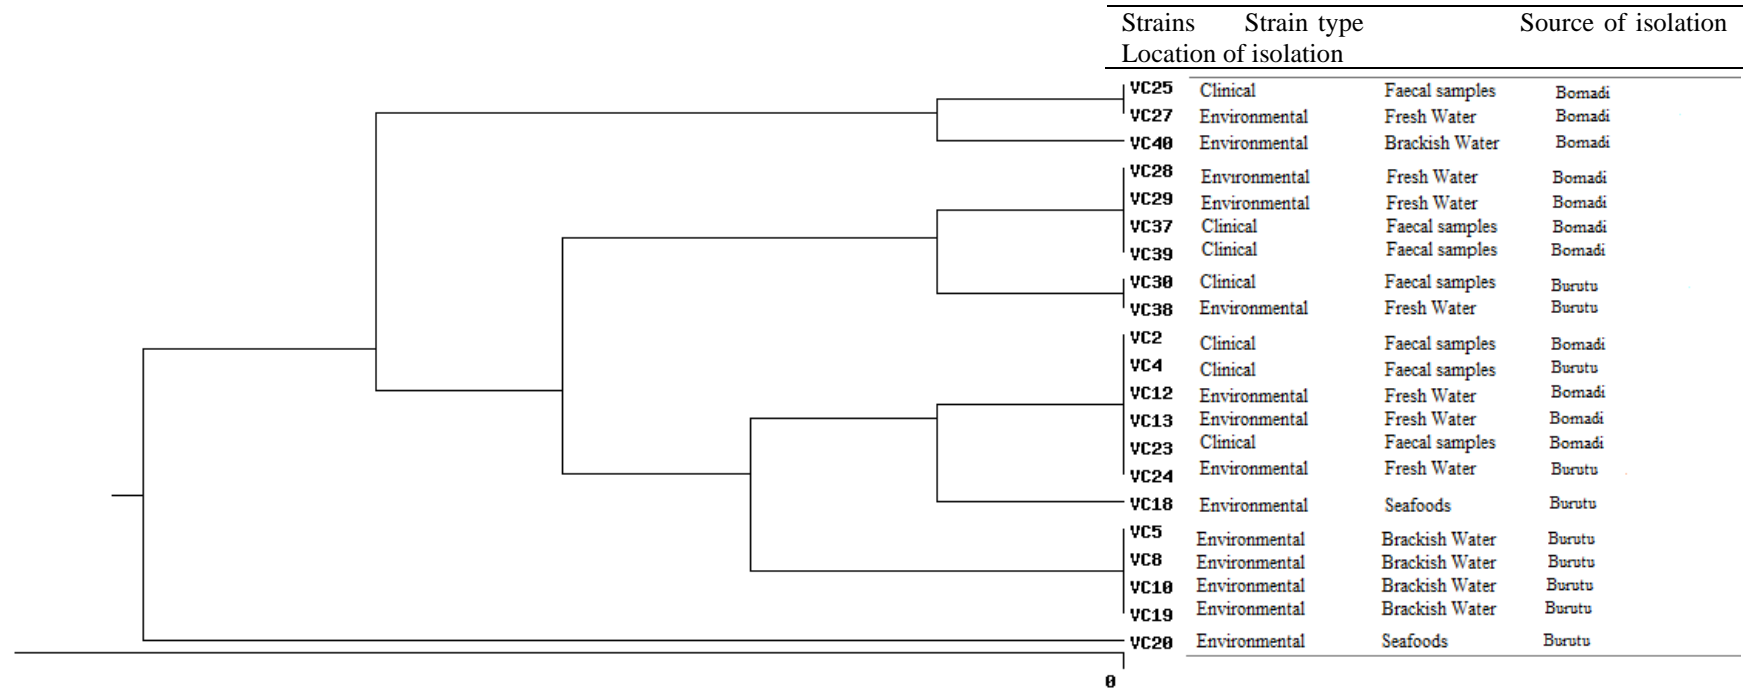 Strains Strain type Source of isolation
Location of isolation
VC25 Clinical Faecal samples Bomadi
VC27 Environmental Fresh Water Bomadi
VC40 Environmental Brackish Water Bomadi
VC28 Environmental Fresh Water Bomadi
VC29 Environmental Fresh Water Bomadi
VC37 Clinical Faecal samples Bomadi
VC39 Clinical Faecal samples Bomadi
VC30 Clinical Faecal samples Burutu
VC38 Environmental Fresh Water Burutu
VC2 Clinical Faecal samples Bomadi
VC4 Clinical Faecal samples Burutu
VC12 Environmental Fresh Water Bomadi
VC13 Environmental Fresh Water Bomadi
VC23 Clinical Faecal samples Bomadi
VC24 Environmental Fresh Water Burutu
VC18 Environmental Seafoods Burutu
VC5 Environmental Brackish Water Burutu
VC8 Environmental Brackish Water Burutu
VC10 Environmental Brackish Water Burutu
VC19 Environmental Brackish Water Burutu
VC20 Environmental Seafoods Burutu
0